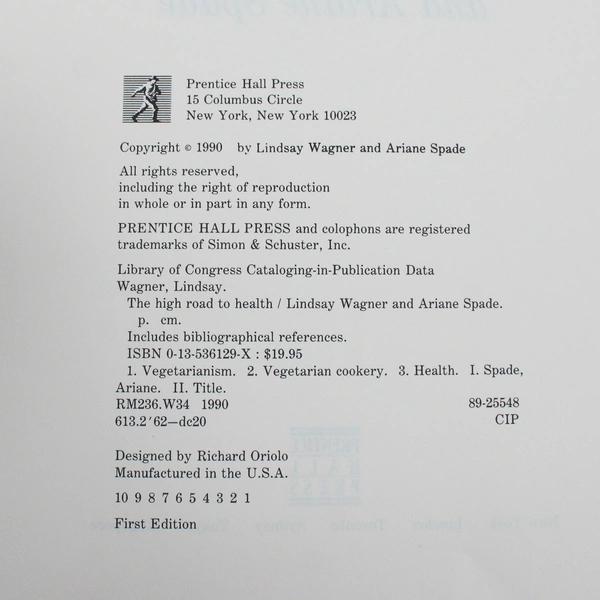 Prentice Hall Press
15 Columbus Circle
New York, New York 10023
Copyright © 1990 by Lindsay Wagner and Ariane Spade
All rights reserved,
including the right of reproduction
in whole or in part in any form.
PRENTICE HALL PRESS and colophons are registered
trademarks of Simon & Schuster, Inc.
Library of Congress Cataloging-in-Publication Data
Wagner, Lindsay.
The high road to health / Lindsay Wagner and Ariane Spade.
p. cm.
Includes bibliographical references.
ISBN 0-13-536129-X : $19.95
1. Vegetarianism. 2. Vegetarian cookery. 3. Health. I. Spade,
Ariane. II. Title.
RM236.W34 1990 89-25548
613.2'62—dc20 CIP
Designed by Richard Oriolo
Manufactured in the U.S.A.
10 9 8 7 6 5 4 3 2 1
First Edition